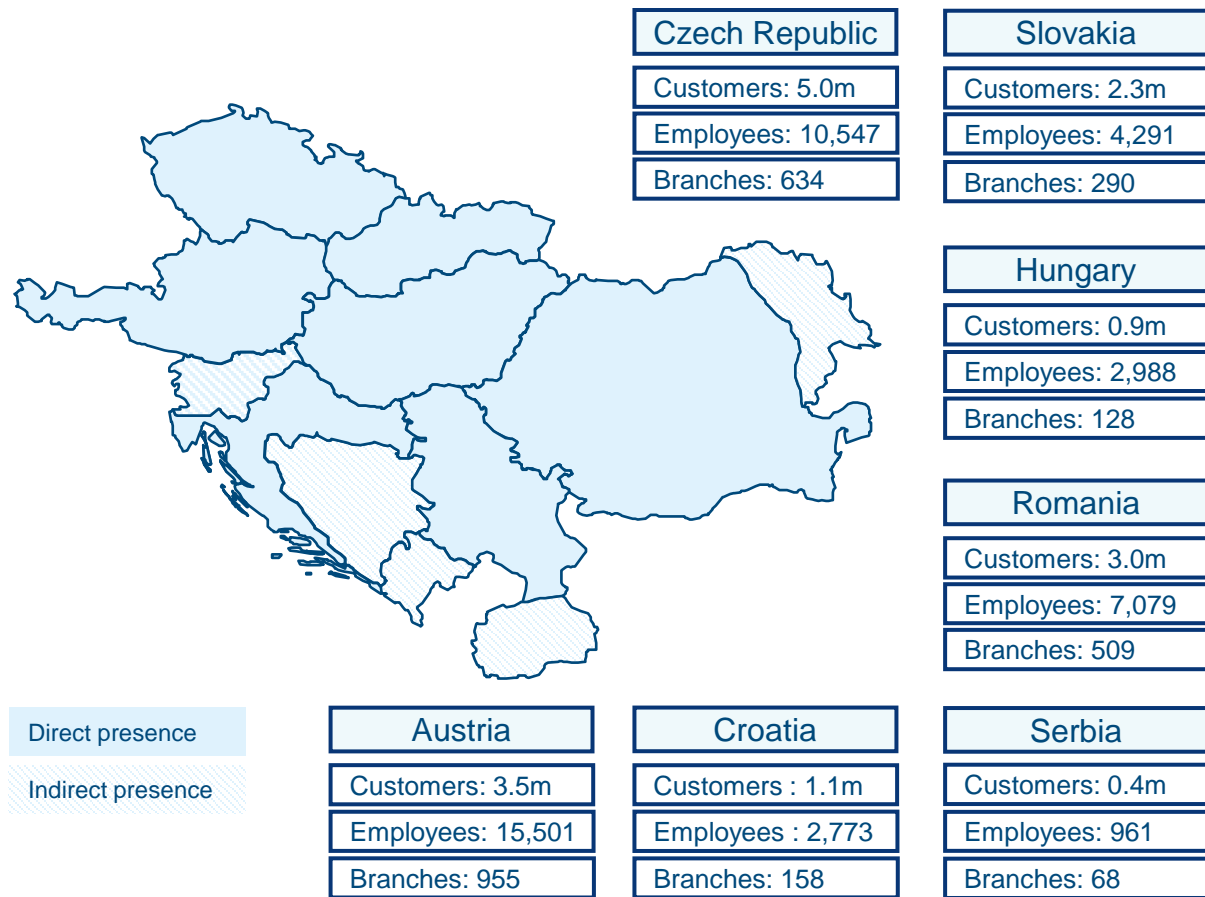 Czech Republic
Customers: 5.0m
Employees: 10,547
Branches: 634
Slovakia
Customers: 2.3m
Employees: 4,291
Branches: 290
Hungary
Customers: 0.9m
Employees: 2,988
Branches: 128
Romania
Customers: 3.0m
Employees: 7,079
Branches: 509
Direct presence
Indirect presence
Austria
Customers: 3.5m
Employees: 15,501
Branches: 955
Croatia
Customers : 1.1m
Employees : 2,773
Branches: 158
Serbia
Customers: 0.4m
Employees: 961
Branches: 68